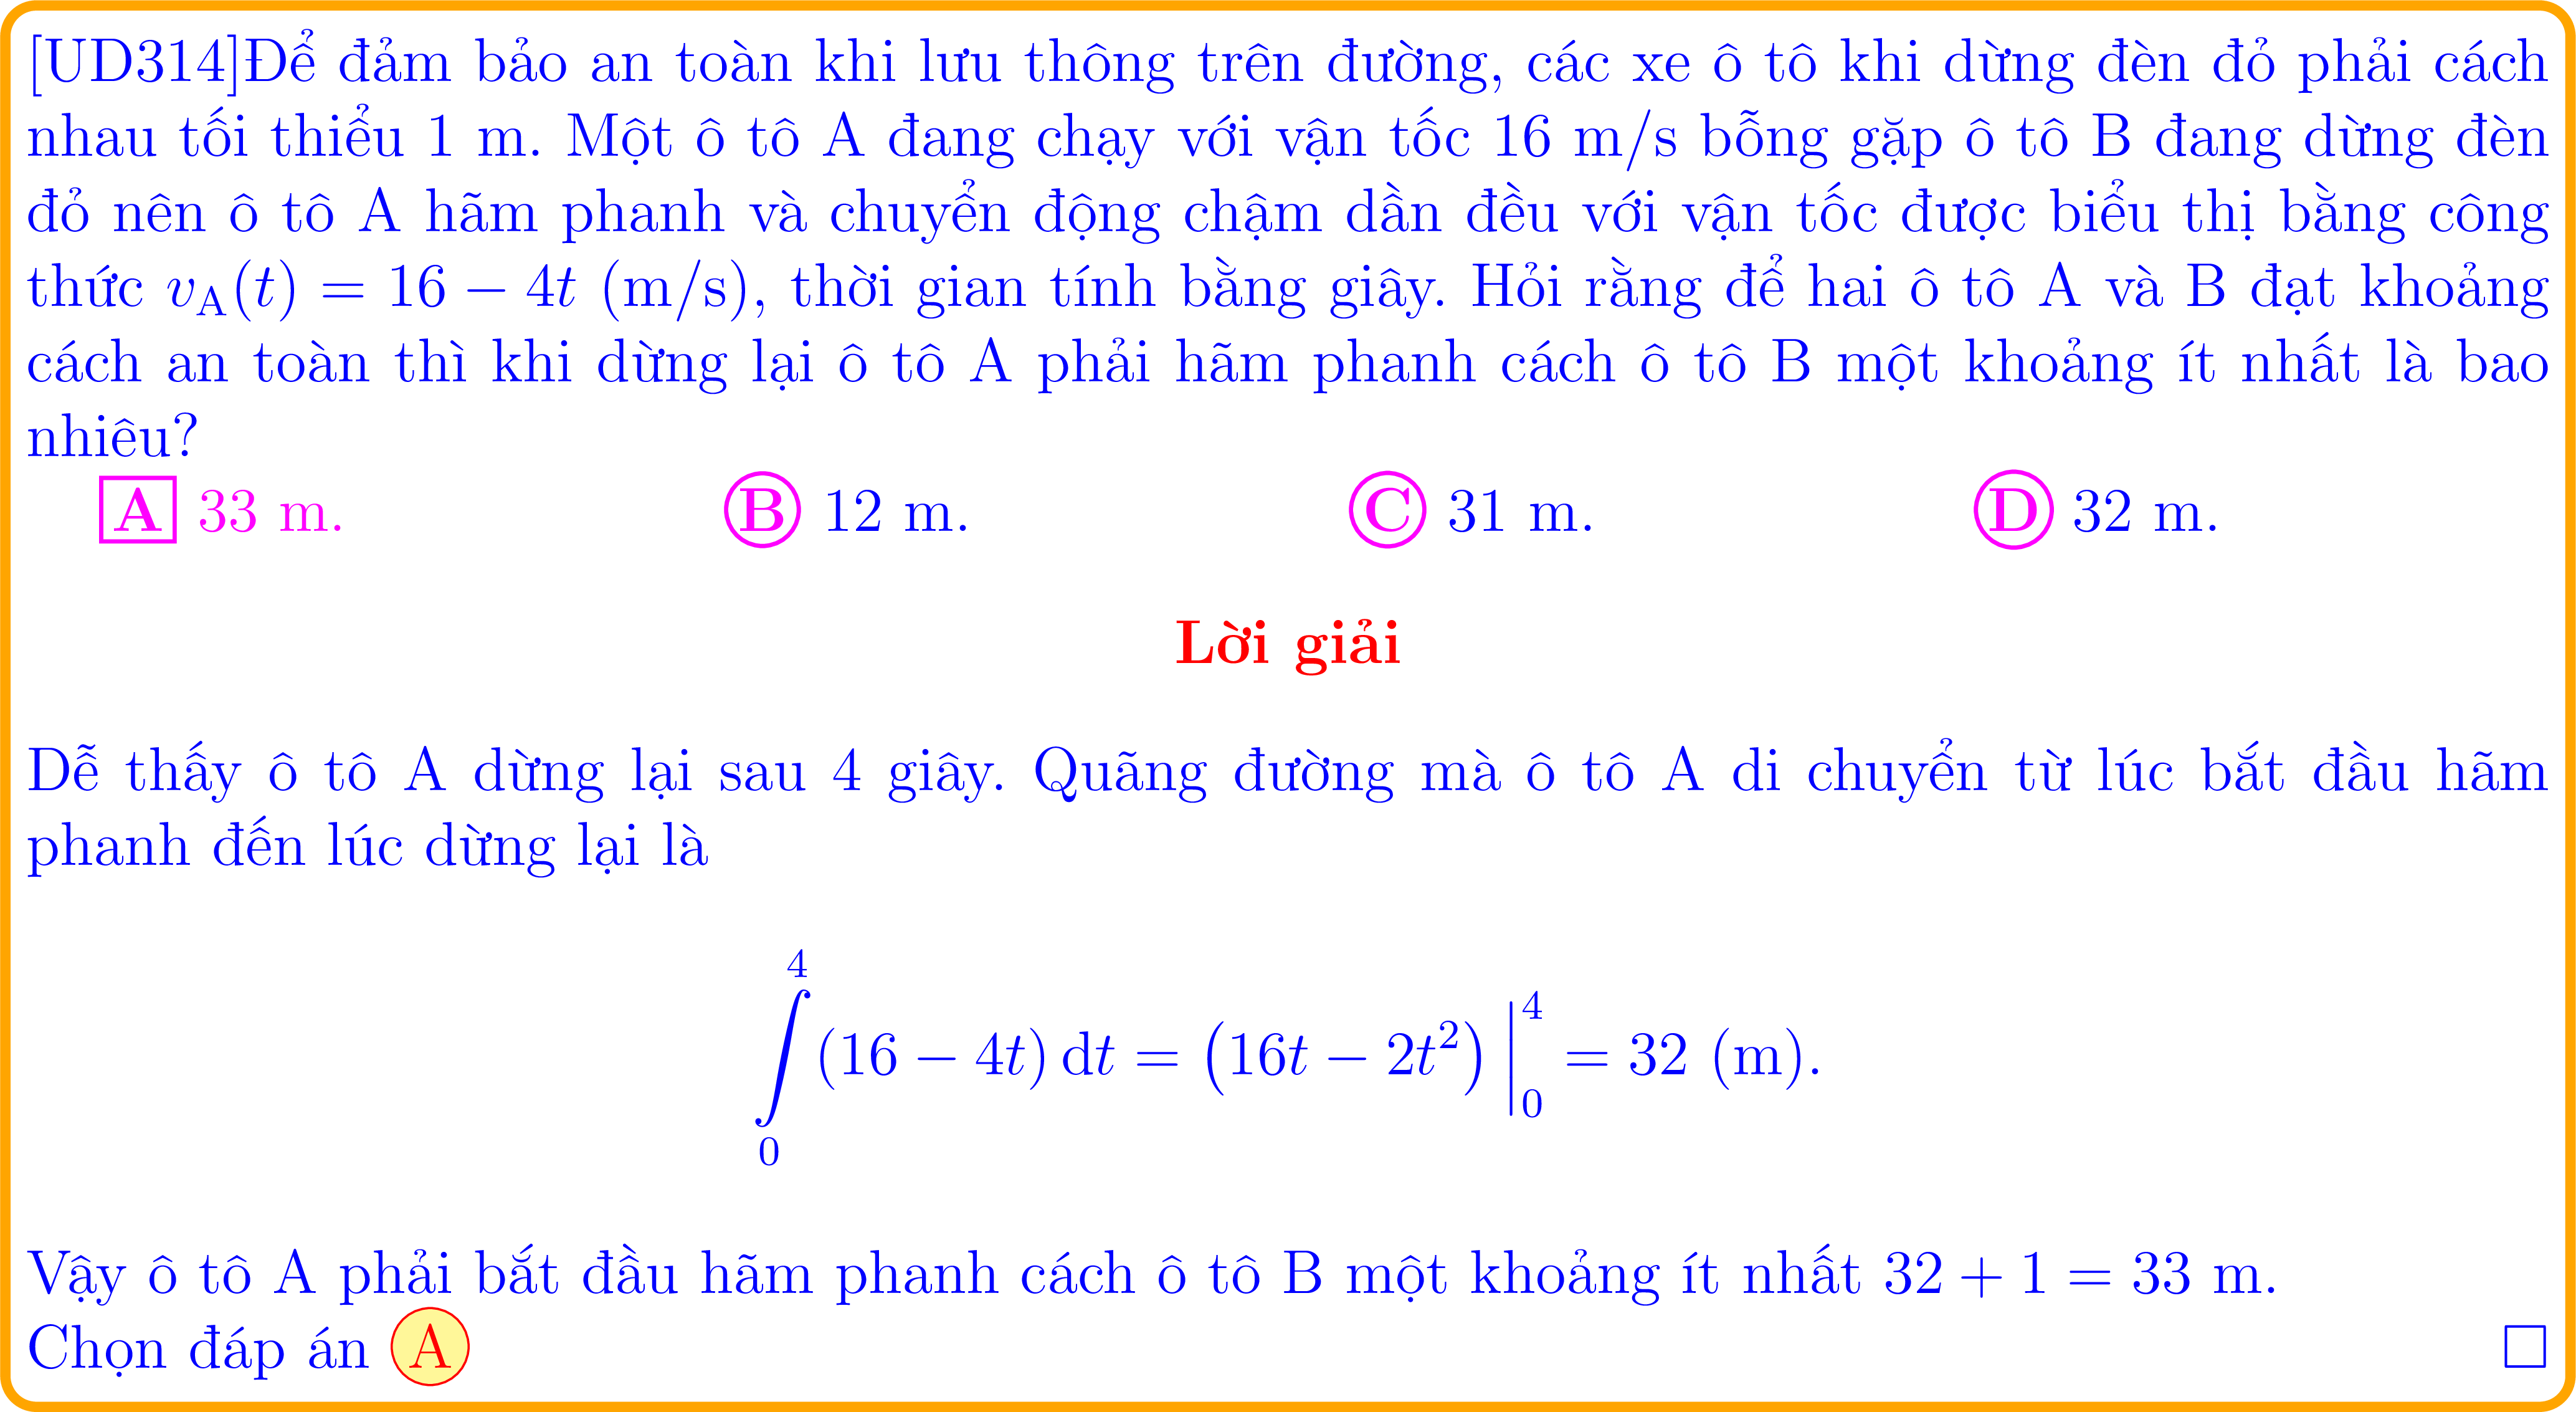 [UD314]Để đảm bảo an toàn khi lưu thông trên đường, các xe ô tô khi dừng đèn đỏ phải cách
nhau tối thiểu 1 m. Một ô tô A đang chạy với vận tốc 16 m/s bỗng gặp ô tô B đang dừng đèn
đỏ nên ô tô A hãm phanh và chuyển động chậm dần đều với vận tốc được biểu thị bằng công
thức v_A(t) = 16 − 4t (m/s), thời gian tính bằng giây. Hỏi rằng để hai ô tô A và B đạt khoảng
cách an toàn thì khi dừng lại ô tô A phải hãm phanh cách ô tô B một khoảng ít nhất là bao
nhiêu?
A 33 m. B 12 m. C 31 m. D 32 m.
Lời giải
Dễ thấy ô tô A dừng lại sau 4 giây. Quãng đường mà ô tô A di chuyển từ lúc bắt đầu hãm
phanh đến lúc dừng lại là
∫_0^4 (16 − 4t) dt = (16t − 2t²) |_0^4 = 32 (m).
Vậy ô tô A phải bắt đầu hãm phanh cách ô tô B một khoảng ít nhất 32 + 1 = 33 m.
Chọn đáp án A □